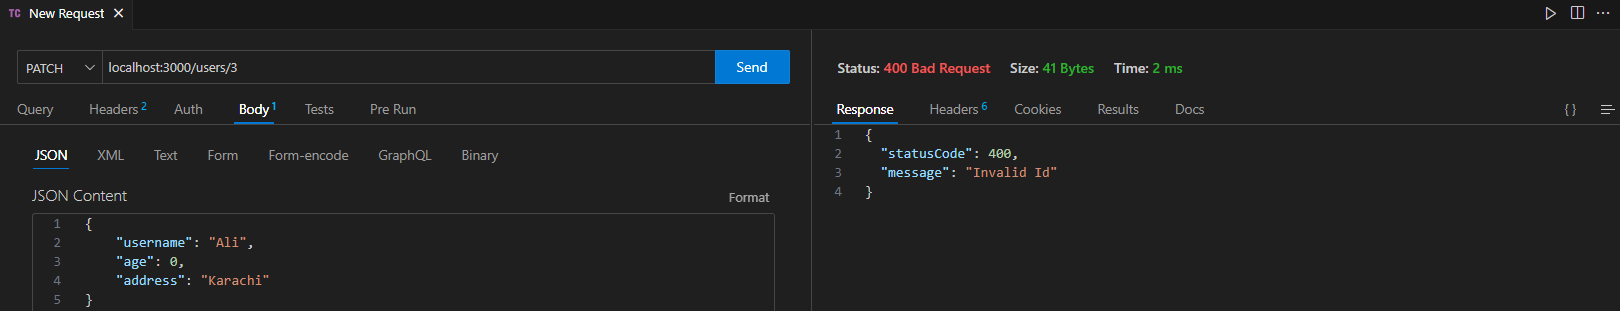 TC New Request ✕
PATCH localhost:3000/users/3 Send
Query Headers 2 Auth Body 1 Tests Pre Run
JSON XML Text Form Form-encode GraphQL Binary
JSON Content Format
1 {
2 "username": "Ali",
3 "age": 0,
4 "address": "Karachi"
5 }
Status: 400 Bad Request Size: 41 Bytes Time: 2 ms
Response Headers 6 Cookies Results Docs { }
1 {
2 "statusCode": 400,
3 "message": "Invalid Id"
4 }